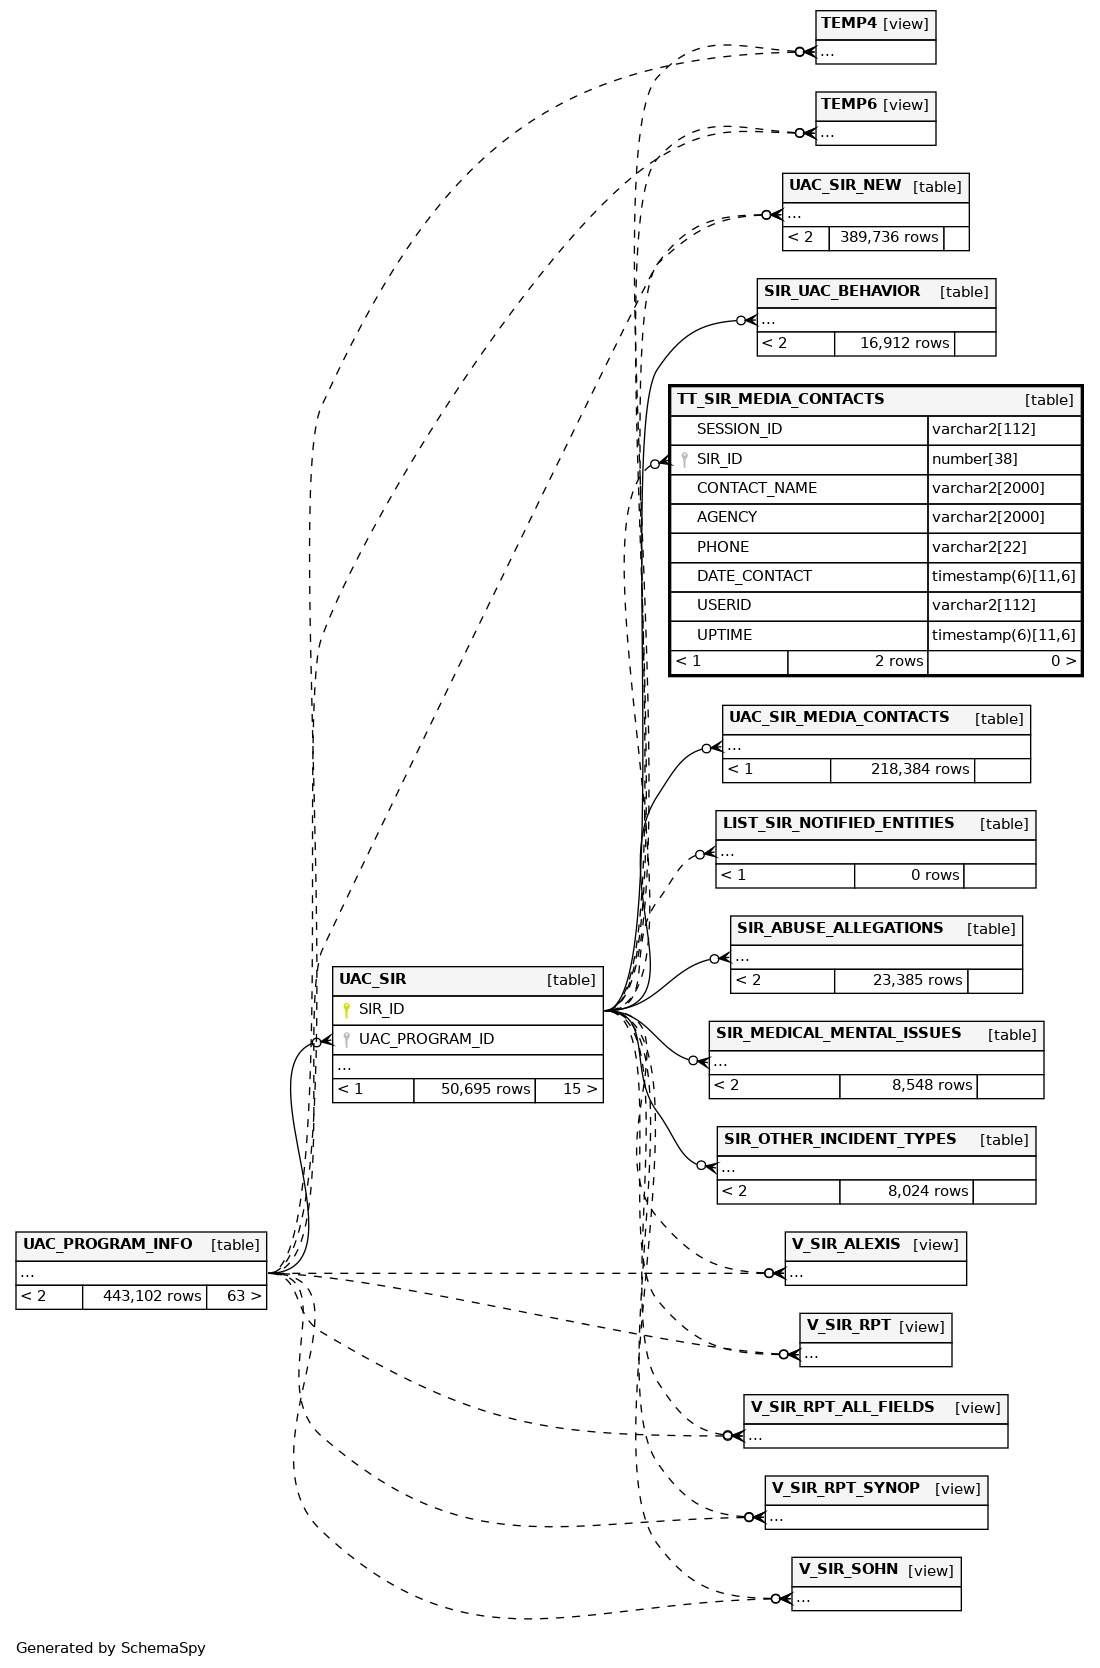 TEMP4 [view]
...
TEMP6 [view]
...
UAC_SIR_NEW [table]
...
< 2 389,736 rows
SIR_UAC_BEHAVIOR [table]
...
< 2 16,912 rows
TT_SIR_MEDIA_CONTACTS [table]
SESSION_ID varchar2[112]
SIR_ID number[38]
CONTACT_NAME varchar2[2000]
AGENCY varchar2[2000]
PHONE varchar2[22]
DATE_CONTACT timestamp(6)[11,6]
USERID varchar2[112]
UPTIME timestamp(6)[11,6]
< 1 2 rows 0 >
UAC_SIR_MEDIA_CONTACTS [table]
...
< 1 218,384 rows
LIST_SIR_NOTIFIED_ENTITIES [table]
...
< 1 0 rows
SIR_ABUSE_ALLEGATIONS [table]
...
< 2 23,385 rows
UAC_SIR [table]
SIR_ID
UAC_PROGRAM_ID
...
< 1 50,695 rows 15 >
SIR_MEDICAL_MENTAL_ISSUES [table]
...
< 2 8,548 rows
SIR_OTHER_INCIDENT_TYPES [table]
...
< 2 8,024 rows
UAC_PROGRAM_INFO [table]
...
< 2 443,102 rows 63 >
V_SIR_ALEXIS [view]
...
V_SIR_RPT [view]
...
V_SIR_RPT_ALL_FIELDS [view]
...
V_SIR_RPT_SYNOP [view]
...
V_SIR_SOHN [view]
...
Generated by SchemaSpy